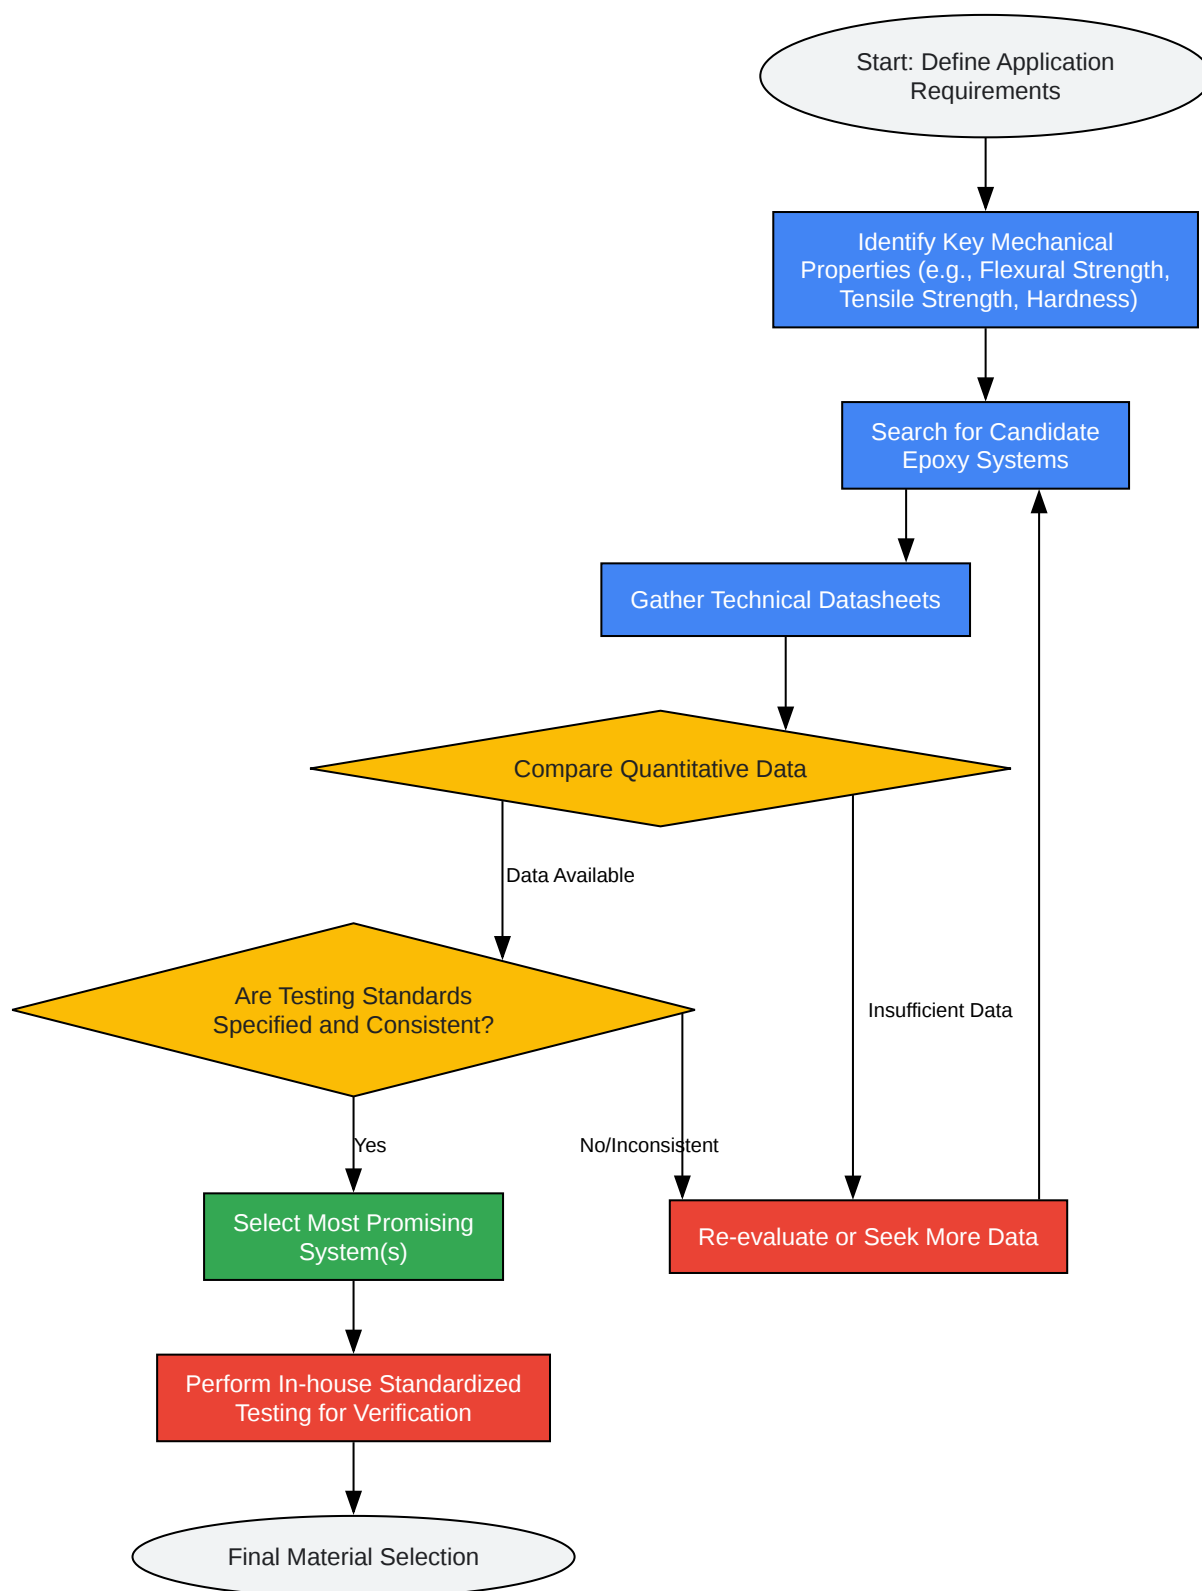 Start: Define Application
Requirements
Identify Key Mechanical
Properties (e.g., Flexural Strength,
Tensile Strength, Hardness)
Search for Candidate
Epoxy Systems
Gather Technical Datasheets
Compare Quantitative Data
Data Available
Are Testing Standards
Specified and Consistent?
Insufficient Data
Yes
No/Inconsistent
Select Most Promising
System(s)
Re-evaluate or Seek More Data
Perform In-house Standardized
Testing for Verification
Final Material Selection